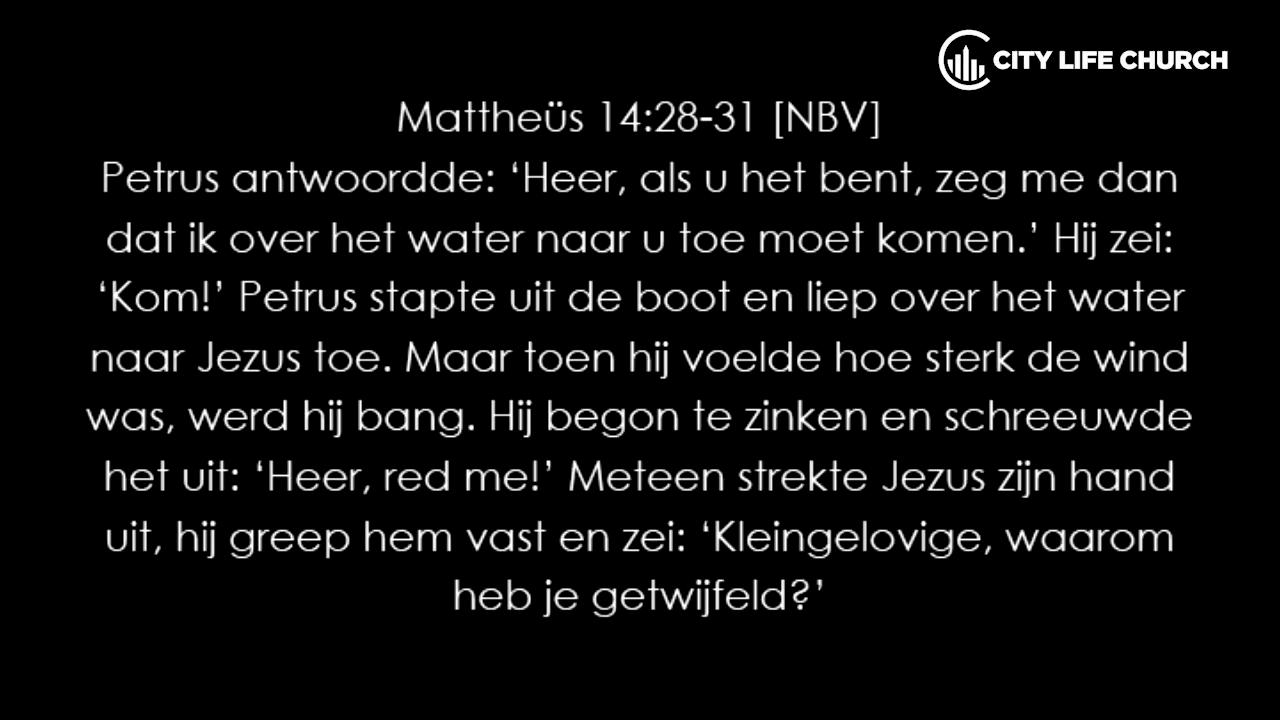 CITY LIFE CHURCH
Mattheüs 14:28-31 [NBV]
Petrus antwoordde: ‘Heer, als u het bent, zeg me dan
dat ik over het water naar u toe moet komen.’ Hij zei:
‘Kom!’ Petrus stapte uit de boot en liep over het water
naar Jezus toe. Maar toen hij voelde hoe sterk de wind
was, werd hij bang. Hij begon te zinken en schreeuwde
het uit: ‘Heer, red me!’ Meteen strekte Jezus zijn hand
uit, hij greep hem vast en zei: ‘Kleingelovige, waarom
heb je getwijfeld?’